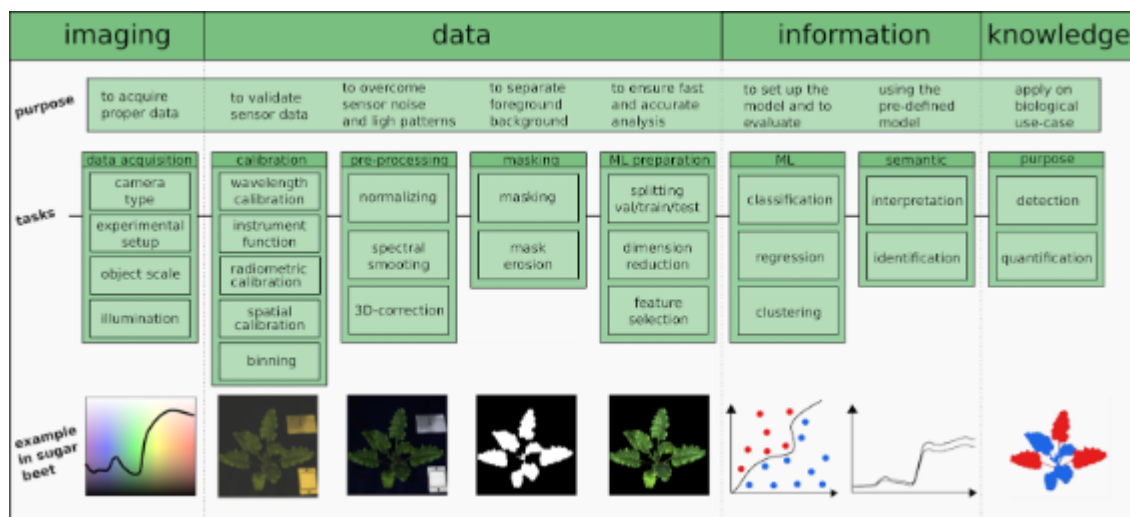 imaging
data
information
knowledge
purpose
to acquire
proper data
to validate
sensor data
to overcome
sensor noise
and ligh patterns
to separate
foreground
background
to ensure fast
and accurate
analysis
to set up the
model and to
evaluate
using the
pre-defined
model
apply on
biological
use-case
tasks
data acquisition
camera
type
experimental
setup
object scale
illumination
calibration
wavelength
calibration
instrument
function
radiometric
calibration
spatial
calibration
binning
pre-processing
normalizing
spectral
smooting
3D-correction
masking
masking
mask
erosion
ML preparation
splitting
val/train/test
dimension
reduction
feature
selection
ML
classification
regression
clustering
semantic
interpretation
identification
purpose
detection
quantification
example
in sugar
beet